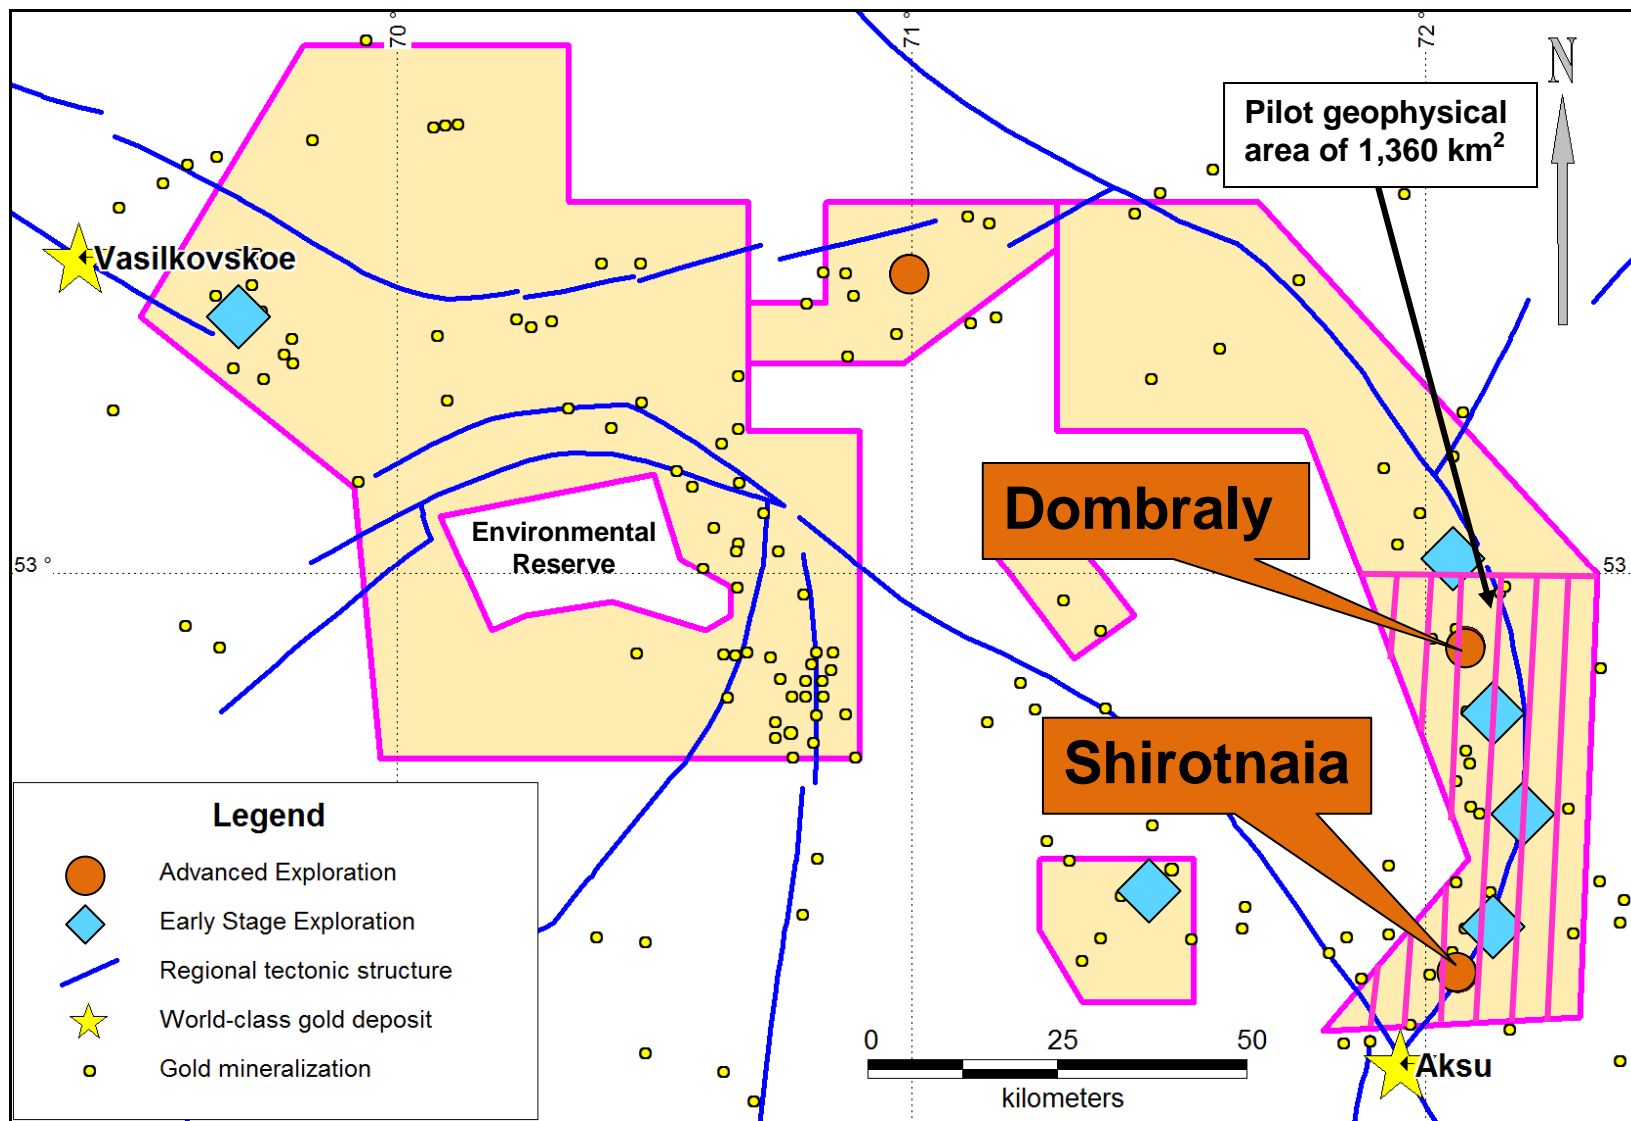 70 °
71 °
72 °
N
Pilot geophysical
area of 1,360 km²
Vasilkovskoe
Dombraly
Environmental
Reserve
53 °
53
Shirotnaia
Legend
Advanced Exploration
Early Stage Exploration
Regional tectonic structure
World-class gold deposit
Gold mineralization
0 25 50
kilometers
Aksu